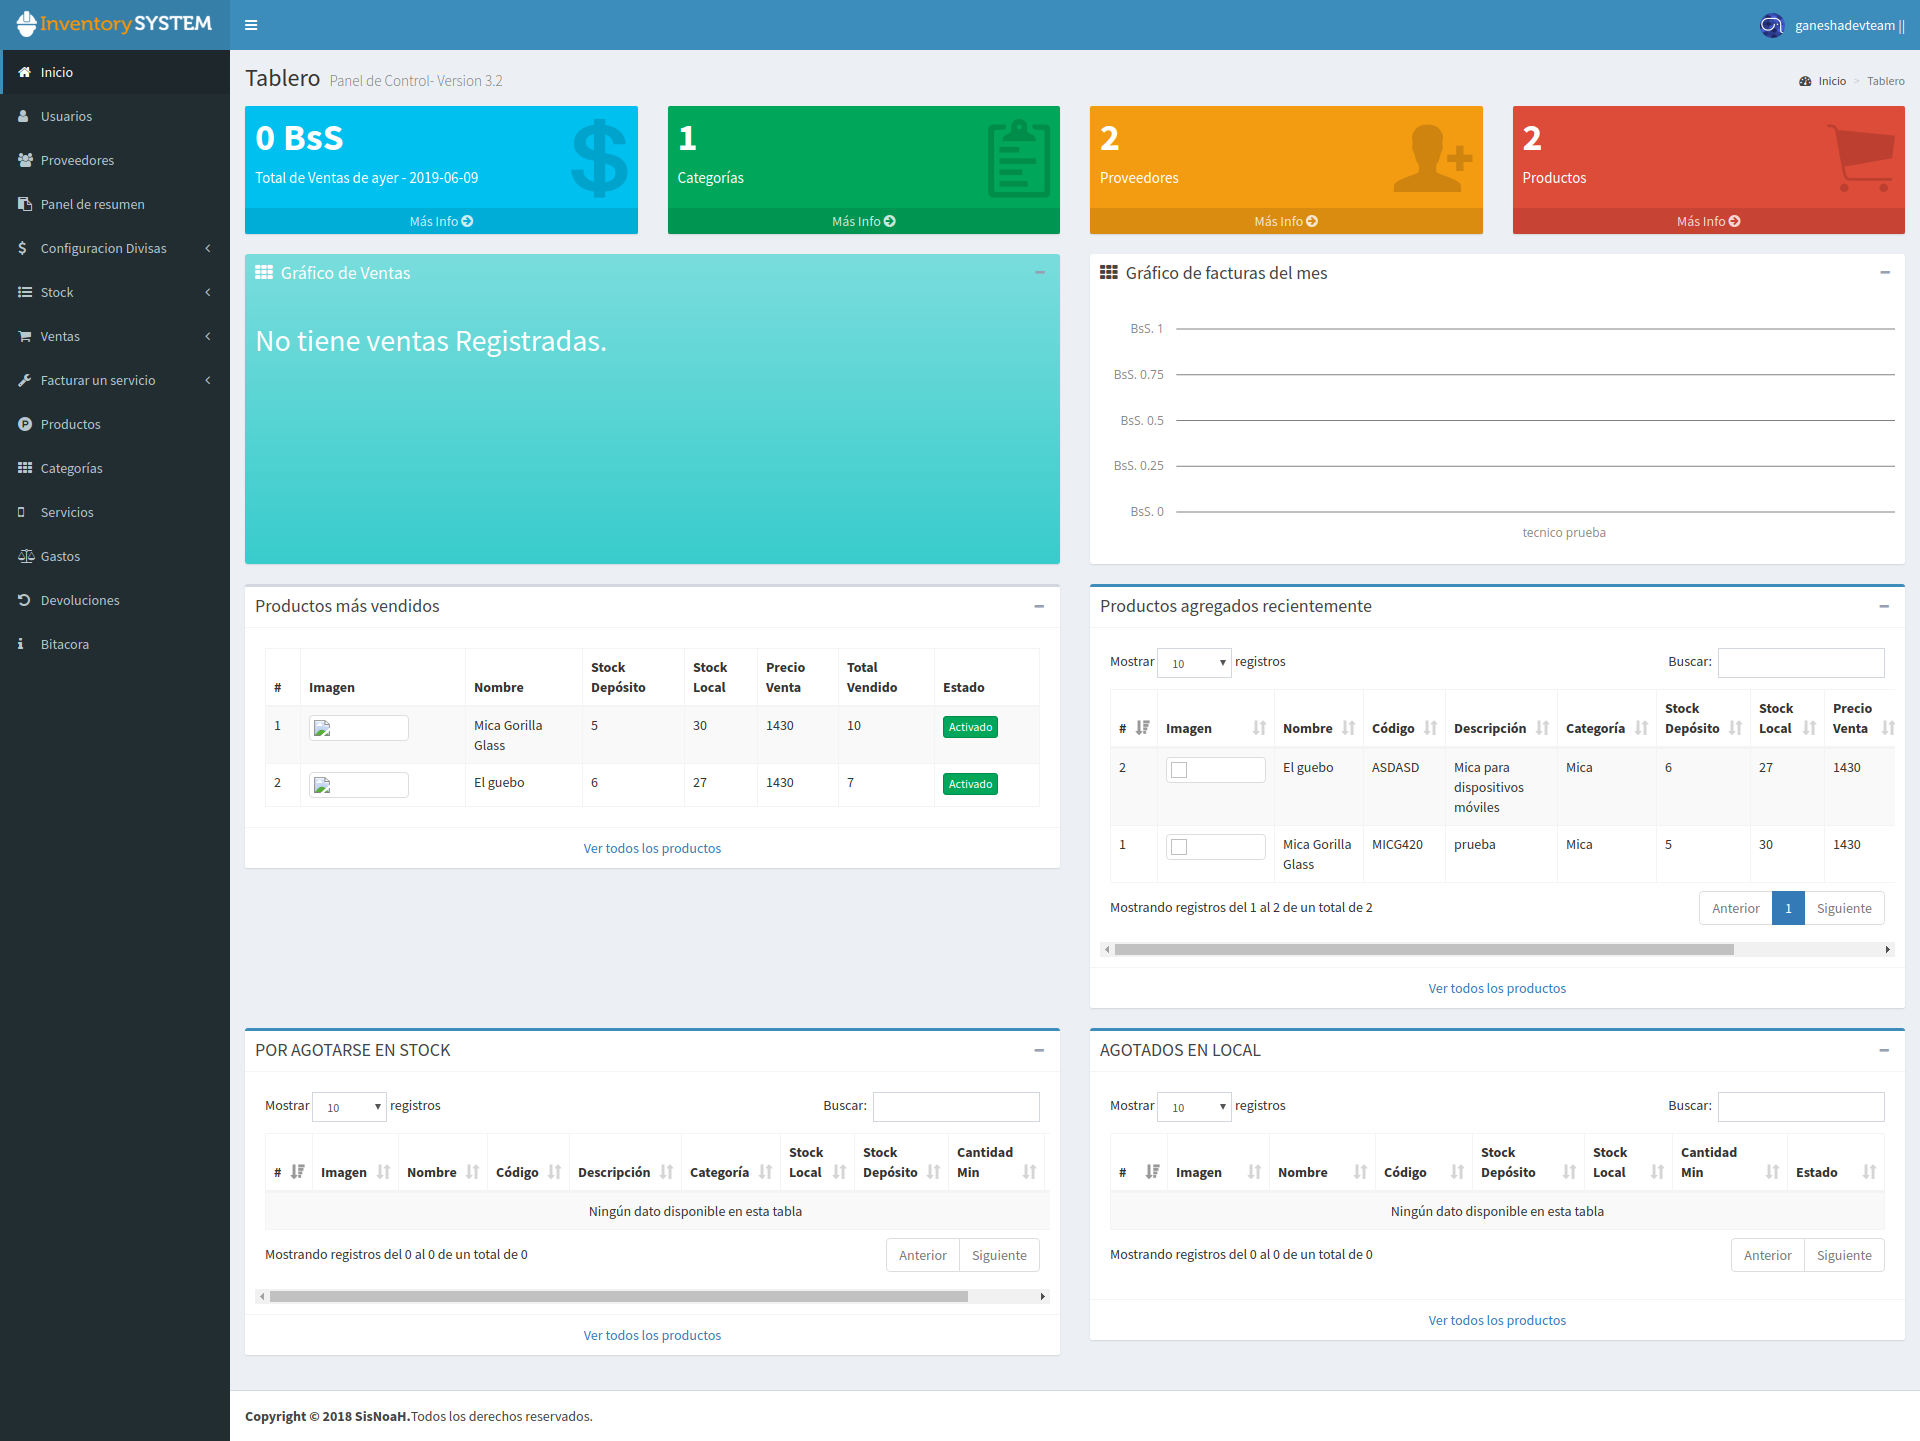 InventorySYSTEM
ganeshadevteam ||
Inicio
Usuarios
Proveedores
Panel de resumen
Configuracion Divisas
Stock
Ventas
Facturar un servicio
Productos
Categorías
Servicios
Gastos
Devoluciones
Bitacora
Tablero Panel de Control- Version 3.2
Inicio > Tablero
0 BsS
Total de Ventas de ayer - 2019-06-09
Más Info
1
Categorías
Más Info
2
Proveedores
Más Info
2
Productos
Más Info
Gráfico de Ventas
No tiene ventas Registradas.
Gráfico de facturas del mes
BsS. 1
BsS. 0.75
BsS. 0.5
BsS. 0.25
BsS. 0
tecnico prueba
Productos más vendidos
# Imagen Nombre Stock Depósito Stock Local Precio Venta Total Vendido Estado
1 Mica Gorilla Glass 5 30 1430 10 Activado
2 El guebo 6 27 1430 7 Activado
Ver todos los productos
Productos agregados recientemente
Mostrar 10 registros Buscar:
# Imagen Nombre Código Descripción Categoría Stock Depósito Stock Local Precio Venta
2 El guebo ASDASD Mica para dispositivos móviles Mica 6 27 1430
1 Mica Gorilla Glass MICG420 prueba Mica 5 30 1430
Mostrando registros del 1 al 2 de un total de 2
Anterior 1 Siguiente
Ver todos los productos
POR AGOTARSE EN STOCK
Mostrar 10 registros Buscar:
# Imagen Nombre Código Descripción Categoría Stock Local Stock Depósito Cantidad Min
Ningún dato disponible en esta tabla
Mostrando registros del 0 al 0 de un total de 0
Anterior Siguiente
Ver todos los productos
AGOTADOS EN LOCAL
Mostrar 10 registros Buscar:
# Imagen Nombre Código Stock Depósito Stock Local Cantidad Min Estado
Ningún dato disponible en esta tabla
Mostrando registros del 0 al 0 de un total de 0
Anterior Siguiente
Ver todos los productos
Copyright © 2018 SisNoaH.Todos los derechos reservados.